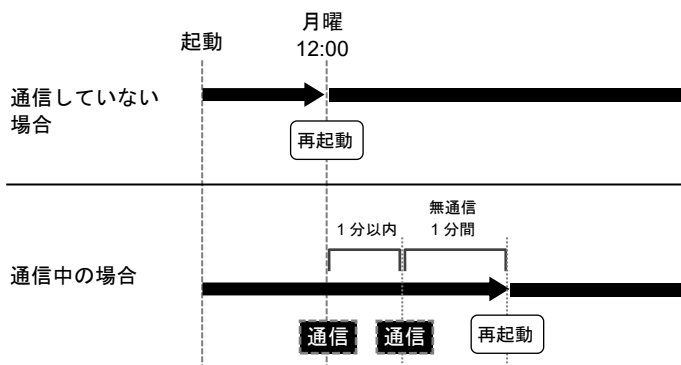 起動
月曜
12:00
通信していない
場合
再起動
無通信
1分以内
1分間
通信中の場合
通信
通信
再起動